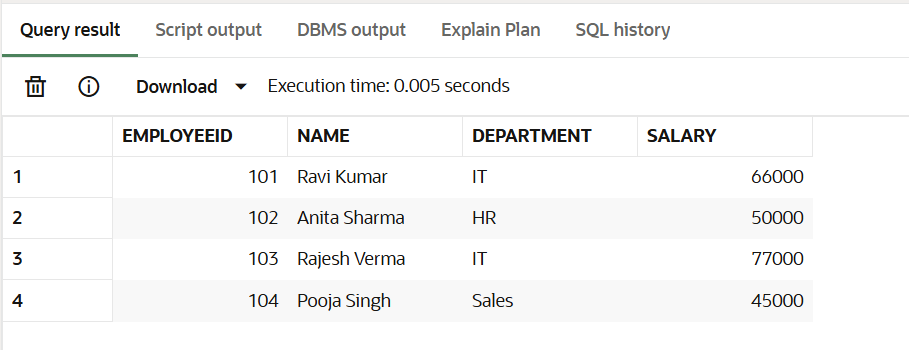 Query result Script output DBMS output Explain Plan SQL history
Download Execution time: 0.005 seconds
EMPLOYEEID NAME DEPARTMENT SALARY
1 101 Ravi Kumar IT 66000
2 102 Anita Sharma HR 50000
3 103 Rajesh Verma IT 77000
4 104 Pooja Singh Sales 45000